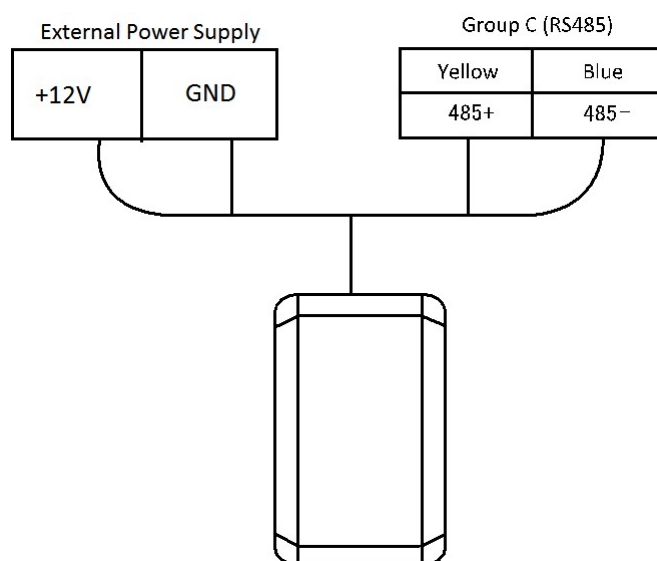 External Power Supply
+12V GND
Group C (RS485)
Yellow Blue
485+ 485-